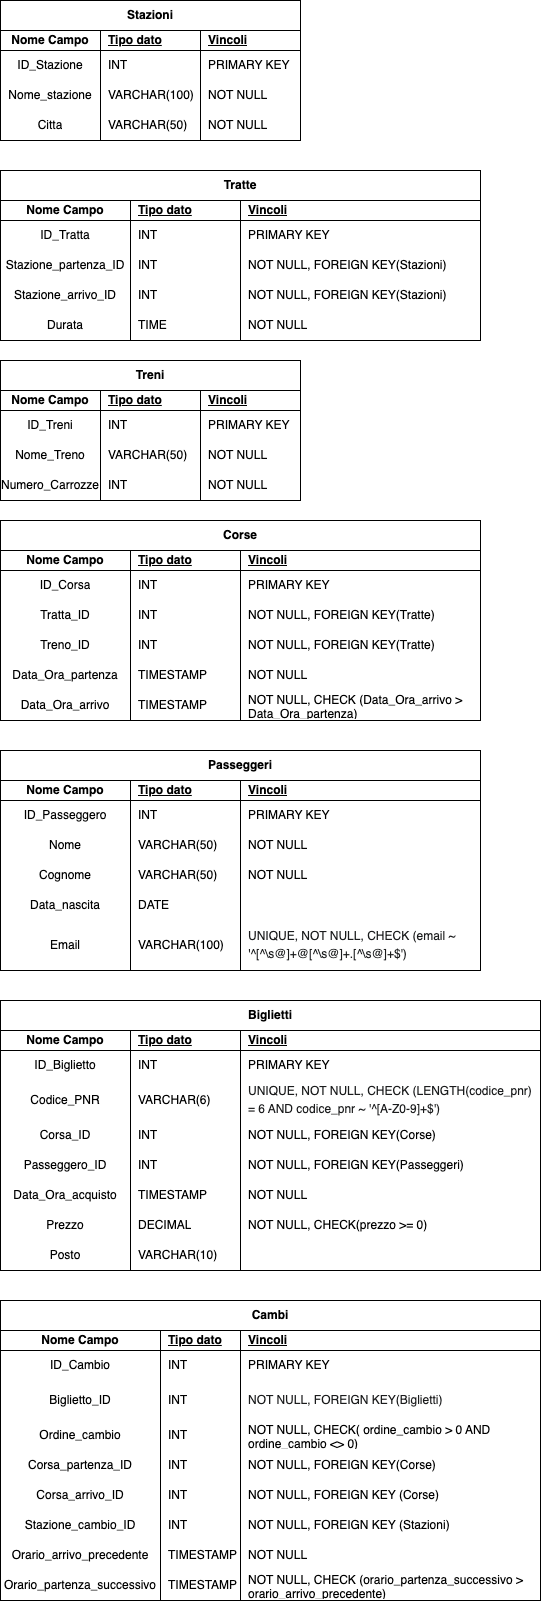 Stazioni
Nome Campo Tipo dato Vincoli
ID_Stazione INT PRIMARY KEY
Nome_stazione VARCHAR(100) NOT NULL
Citta VARCHAR(50) NOT NULL
Tratte
Nome Campo Tipo dato Vincoli
ID_Tratta INT PRIMARY KEY
Stazione_partenza_ID INT NOT NULL, FOREIGN KEY(Stazioni)
Stazione_arrivo_ID INT NOT NULL, FOREIGN KEY(Stazioni)
Durata TIME NOT NULL
Treni
Nome Campo Tipo dato Vincoli
ID_Treni INT PRIMARY KEY
Nome_Treno VARCHAR(50) NOT NULL
Numero_Carrozze INT NOT NULL
Corse
Nome Campo Tipo dato Vincoli
ID_Corsa INT PRIMARY KEY
Tratta_ID INT NOT NULL, FOREIGN KEY(Tratte)
Treno_ID INT NOT NULL, FOREIGN KEY(Tratte)
Data_Ora_partenza TIMESTAMP NOT NULL
Data_Ora_arrivo TIMESTAMP NOT NULL, CHECK (Data_Ora_arrivo >
Data_Ora_partenza)
Passeggeri
Nome Campo Tipo dato Vincoli
ID_Passeggero INT PRIMARY KEY
Nome VARCHAR(50) NOT NULL
Cognome VARCHAR(50) NOT NULL
Data_nascita DATE
Email VARCHAR(100) UNIQUE, NOT NULL, CHECK (email ~
'^[^\s@]+@[^\s@]+.[^\s@]+$')
Biglietti
Nome Campo Tipo dato Vincoli
ID_Biglietto INT PRIMARY KEY
Codice_PNR VARCHAR(6) UNIQUE, NOT NULL, CHECK (LENGTH(codice_pnr)
= 6 AND codice_pnr ~ '^[A-Z0-9]+$')
Corsa_ID INT NOT NULL, FOREIGN KEY(Corse)
Passeggero_ID INT NOT NULL, FOREIGN KEY(Passeggeri)
Data_Ora_acquisto TIMESTAMP NOT NULL
Prezzo DECIMAL NOT NULL, CHECK(prezzo >= 0)
Posto VARCHAR(10)
Cambi
Nome Campo Tipo dato Vincoli
ID_Cambio INT PRIMARY KEY
Biglietto_ID INT NOT NULL, FOREIGN KEY(Biglietti)
Ordine_cambio INT NOT NULL, CHECK( ordine_cambio > 0 AND
ordine_cambio <> 0)
Corsa_partenza_ID INT NOT NULL, FOREIGN KEY(Corse)
Corsa_arrivo_ID INT NOT NULL, FOREIGN KEY (Corse)
Stazione_cambio_ID INT NOT NULL, FOREIGN KEY (Stazioni)
Orario_arrivo_precedente TIMESTAMP NOT NULL
Orario_partenza_successivo TIMESTAMP NOT NULL, CHECK (orario_partenza_successivo >
orario_arrivo_precedente)